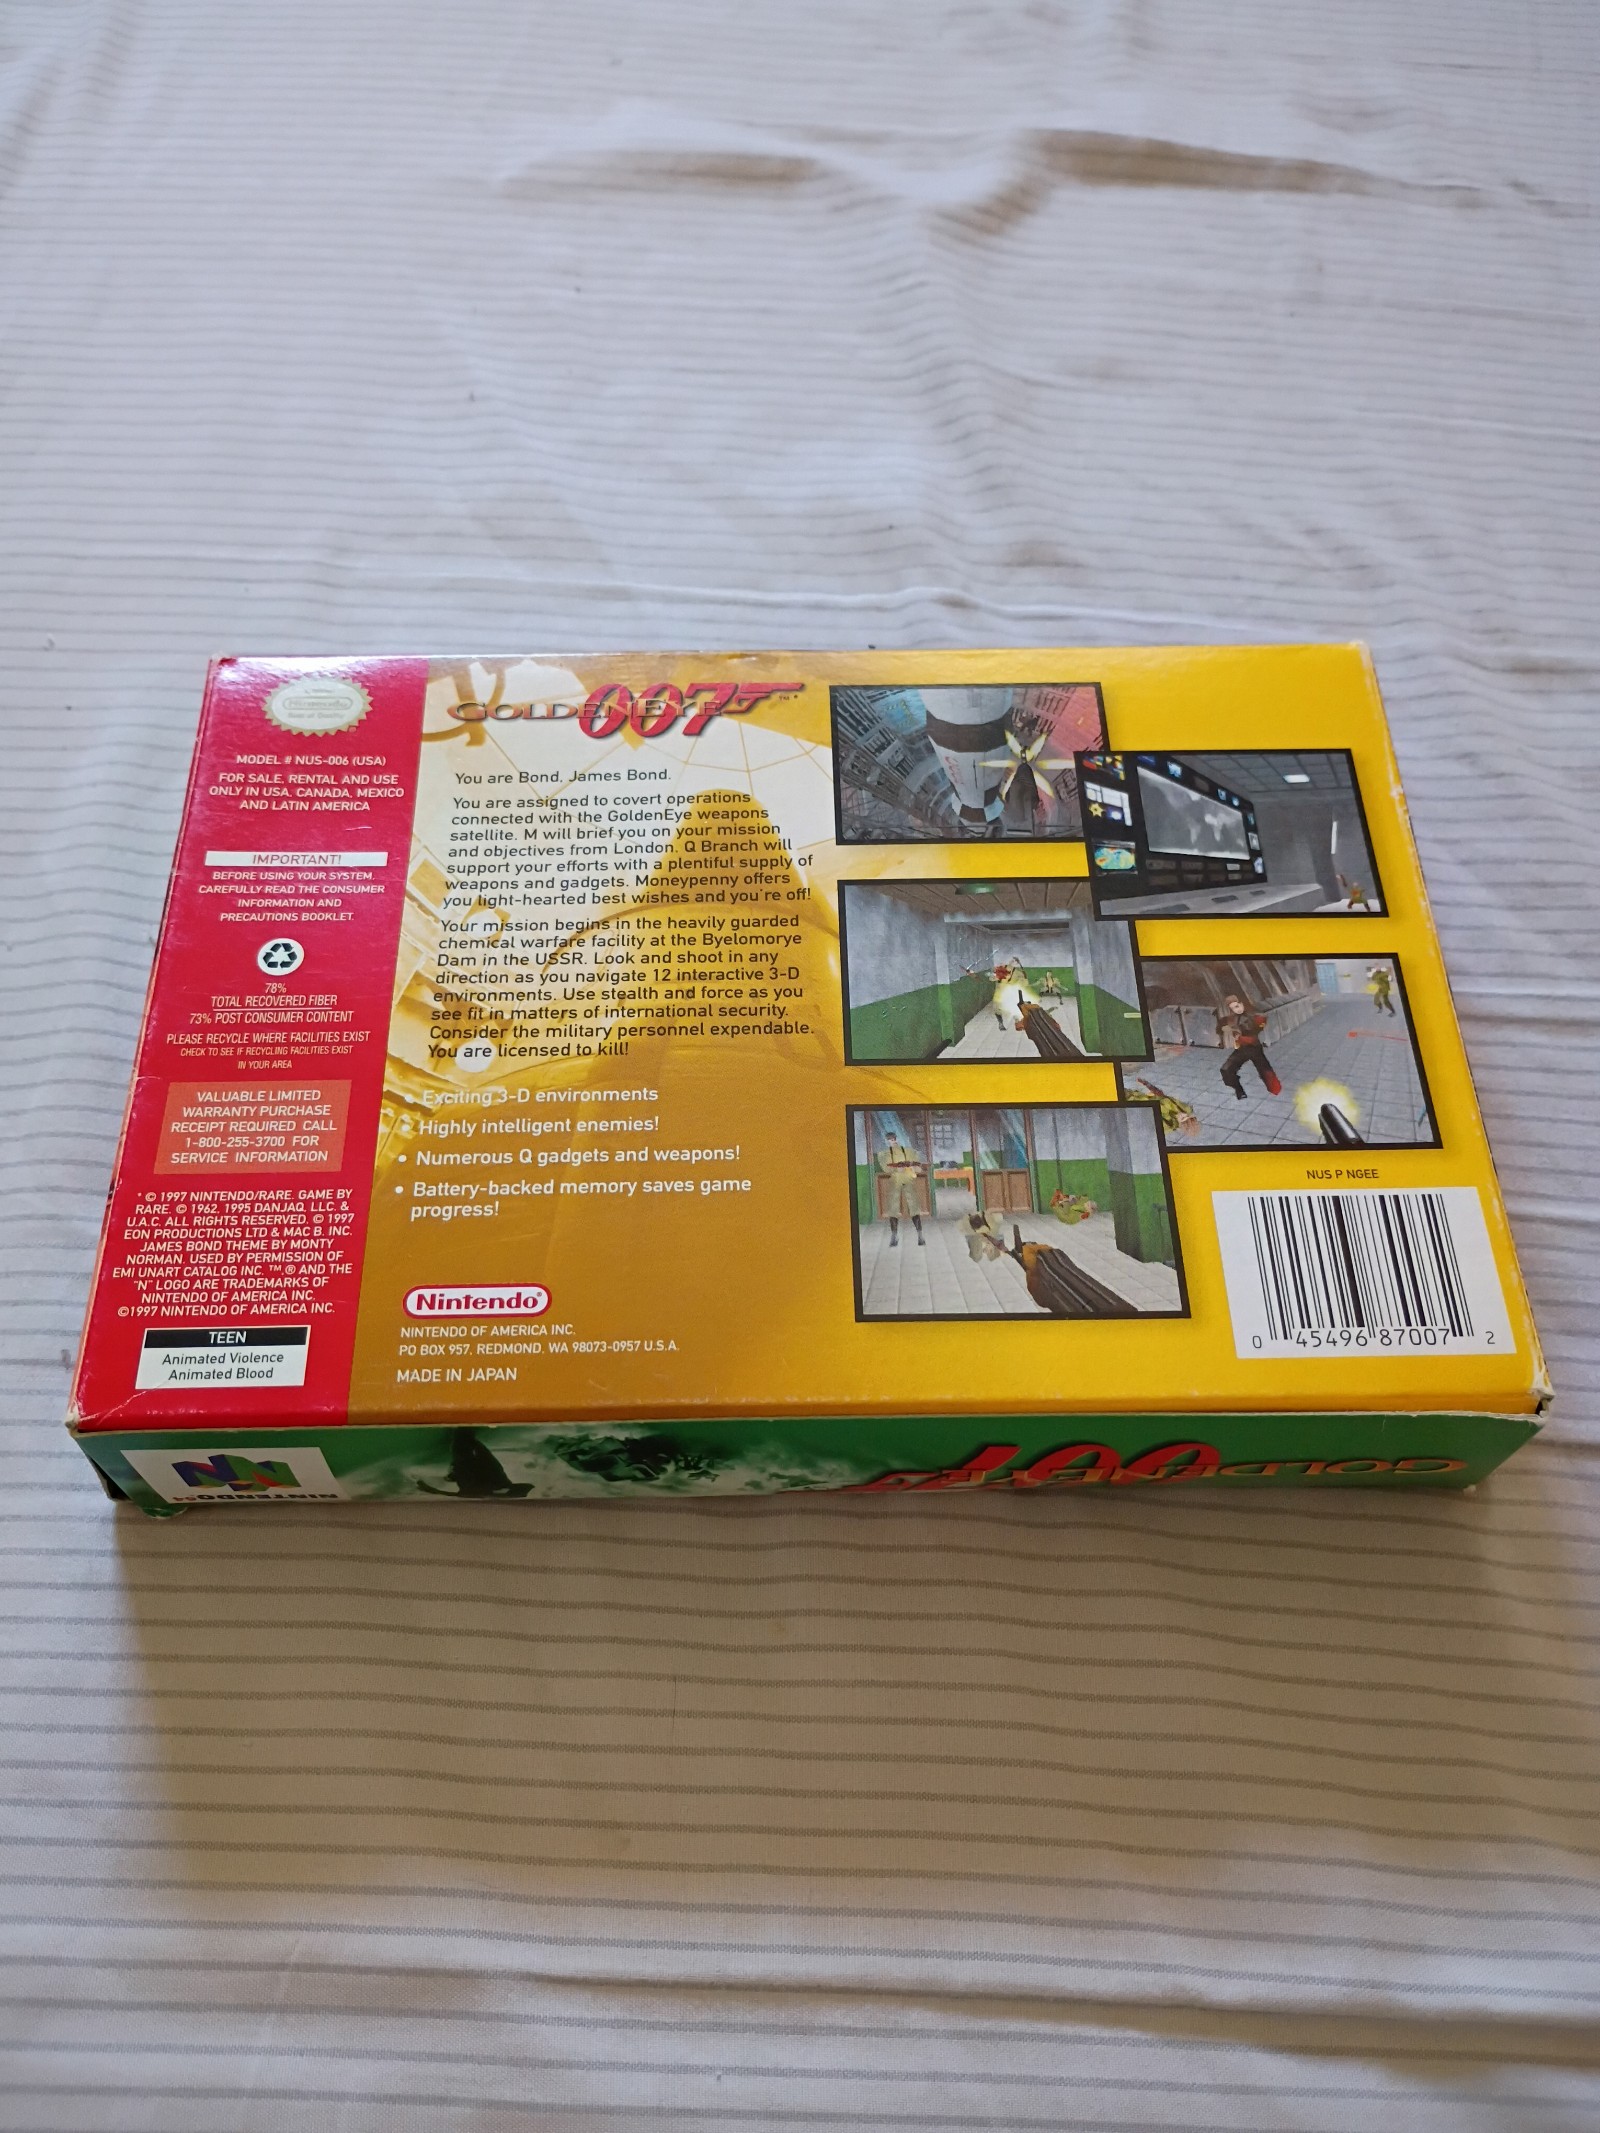 Nintendo
MODEL # NUS-006 (USA)
FOR SALE, RENTAL AND USE
ONLY IN USA, CANADA, MEXICO
AND LATIN AMERICA
IMPORTANT!
BEFORE USING YOUR SYSTEM,
CAREFULLY READ THE CONSUMER
INFORMATION AND
PRECAUTIONS BOOKLET.
78%
TOTAL RECOVERED FIBER
73% POST CONSUMER CONTENT
PLEASE RECYCLE WHERE FACILITIES EXIST
CHECK TO SEE IF RECYCLING FACILITIES EXIST
IN YOUR AREA
VALUABLE LIMITED
WARRANTY PURCHASE
RECEIPT REQUIRED CALL
1-800-255-3700 FOR
SERVICE INFORMATION
* © 1997 NINTENDO/RARE. GAME BY
RARE. © 1962, 1995 DANJAQ, LLC. &
U.A.C. ALL RIGHTS RESERVED. © 1997
EON PRODUCTIONS LTD & MAC B. INC.
JAMES BOND THEME BY MONTY
NORMAN. USED BY PERMISSION OF
EMI UNART CATALOG INC. ™,® AND THE
"N" LOGO ARE TRADEMARKS OF
NINTENDO OF AMERICA INC.
©1997 NINTENDO OF AMERICA INC.
TEEN
Animated Violence
Animated Blood
GOLDENEYE 007 ™*
You are Bond. James Bond.
You are assigned to covert operations
connected with the GoldenEye weapons
satellite. M will brief you on your mission
and objectives from London. Q Branch will
support your efforts with a plentiful supply of
weapons and gadgets. Moneypenny offers
you light-hearted best wishes and you're off!
Your mission begins in the heavily guarded
chemical warfare facility at the Byelomorye
Dam in the USSR. Look and shoot in any
direction as you navigate 12 interactive 3-D
environments. Use stealth and force as you
see fit in matters of international security.
Consider the military personnel expendable.
You are licensed to kill!
• Exciting 3-D environments
• Highly intelligent enemies!
• Numerous Q gadgets and weapons!
• Battery-backed memory saves game
progress!
Nintendo®
NINTENDO OF AMERICA INC.
PO BOX 957, REDMOND, WA 98073-0957 U.S.A.
MADE IN JAPAN
NUS P NGEE
0 45496 87007 2
NINTENDO64
GOLDENEYE 007